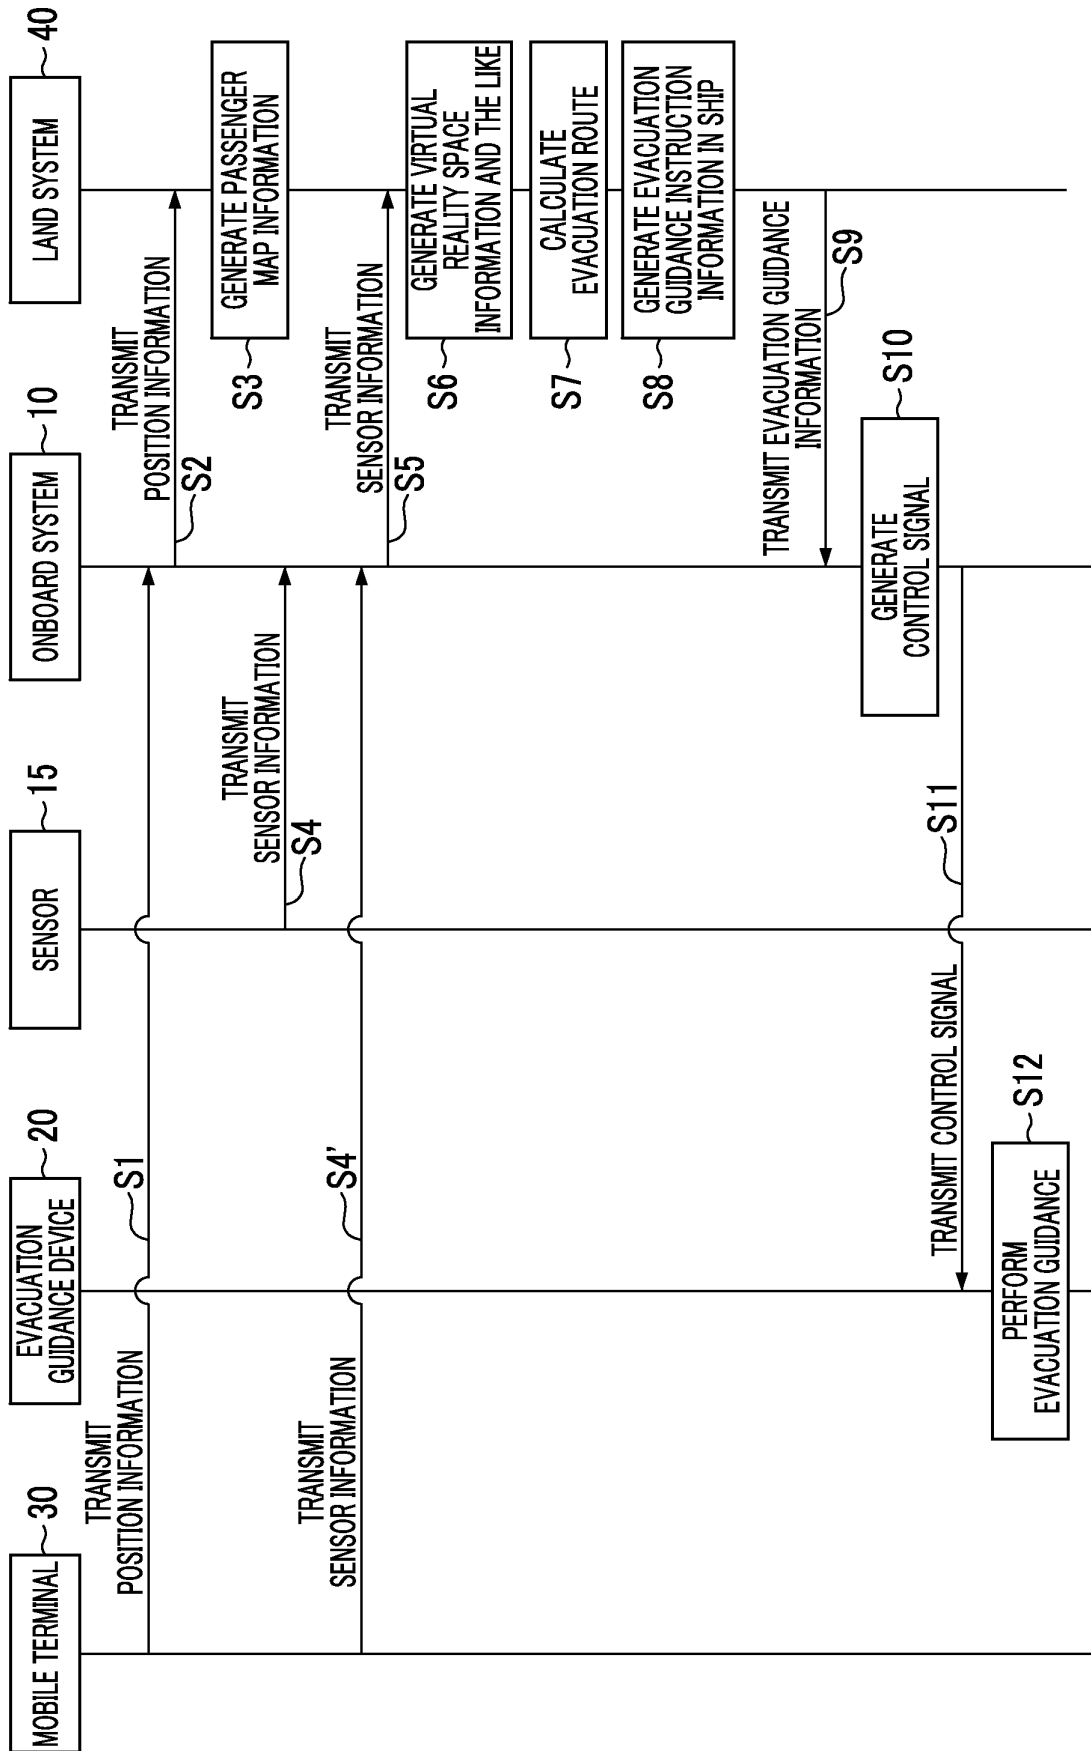 MOBILE TERMINAL
30
EVACUATION
GUIDANCE DEVICE
20
SENSOR
15
ONBOARD SYSTEM
10
LAND SYSTEM
40
TRANSMIT
POSITION INFORMATION
S1
TRANSMIT
POSITION INFORMATION
S2
GENERATE PASSENGER
MAP INFORMATION
S3
TRANSMIT
SENSOR INFORMATION
S4
TRANSMIT
SENSOR INFORMATION
S4'
TRANSMIT
SENSOR INFORMATION
S5
GENERATE VIRTUAL
REALITY SPACE
INFORMATION AND THE LIKE
S6
CALCULATE
EVACUATION ROUTE
S7
GENERATE EVACUATION
GUIDANCE INSTRUCTION
INFORMATION IN SHIP
S8
TRANSMIT EVACUATION GUIDANCE
INFORMATION
S9
GENERATE
CONTROL SIGNAL
S10
TRANSMIT CONTROL SIGNAL
S11
PERFORM
EVACUATION GUIDANCE
S12